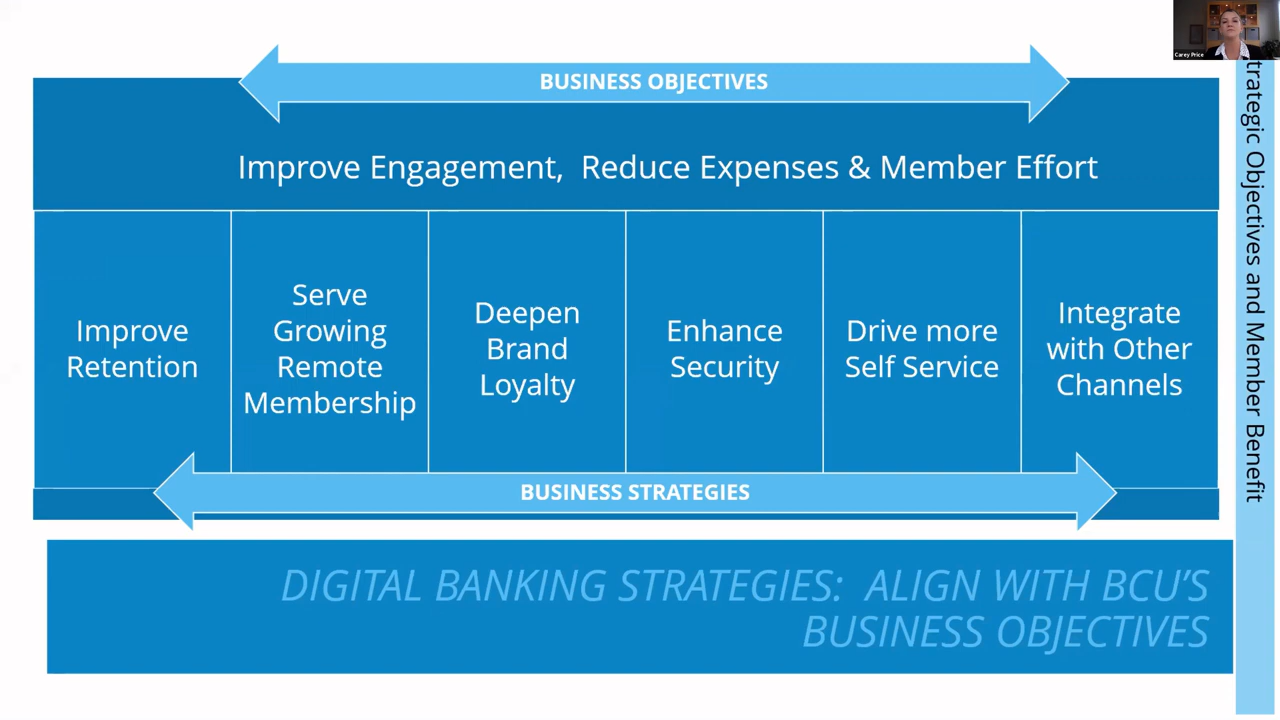 BUSINESS OBJECTIVES
Improve Engagement, Reduce Expenses & Member Effort
Improve
Retention
Serve
Growing
Remote
Membership
Deepen
Brand
Loyalty
Enhance
Security
Drive more
Self Service
Integrate
with Other
Channels
BUSINESS STRATEGIES
DIGITAL BANKING STRATEGIES: ALIGN WITH BCU'S
BUSINESS OBJECTIVES
Carey Price
trategic Objectives and Member Benefit